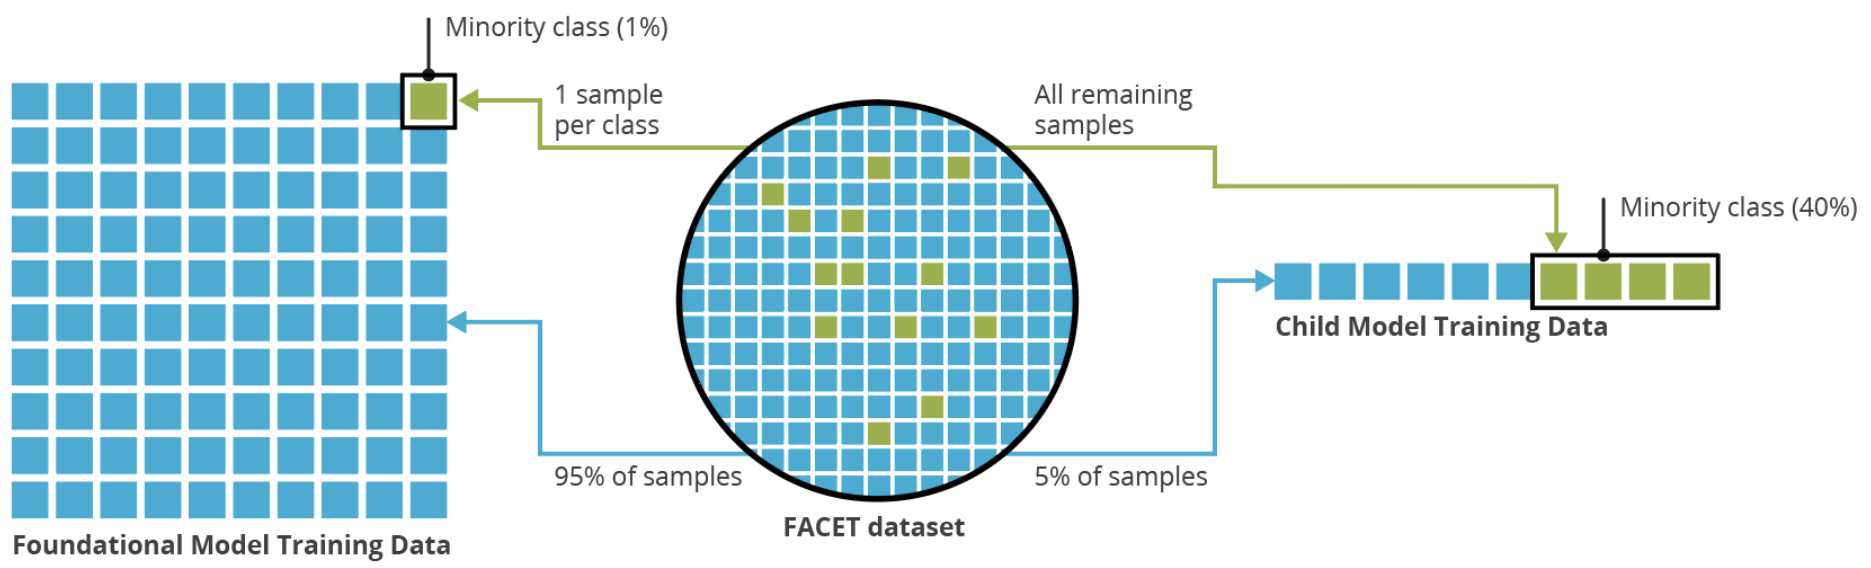 Minority class (1%)
1 sample
per class
All remaining
samples
Minority class (40%)
Child Model Training Data
95% of samples
5% of samples
FACET dataset
Foundational Model Training Data